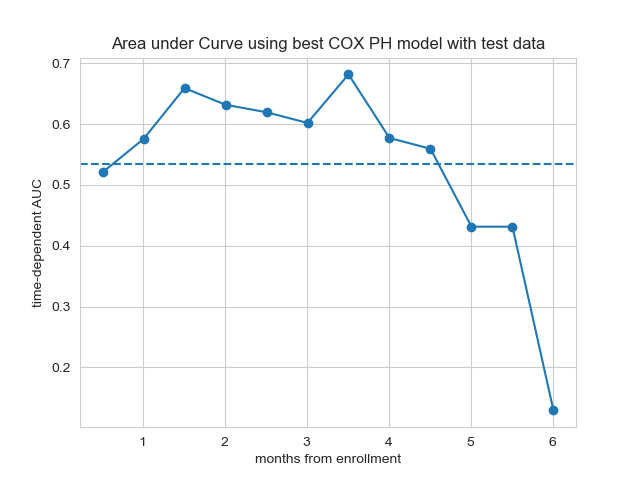 Area under Curve using best COX PH model with test data
time-dependent AUC
0.7
0.6
0.5
0.4
0.3
0.2
1 2 3 4 5 6
months from enrollment